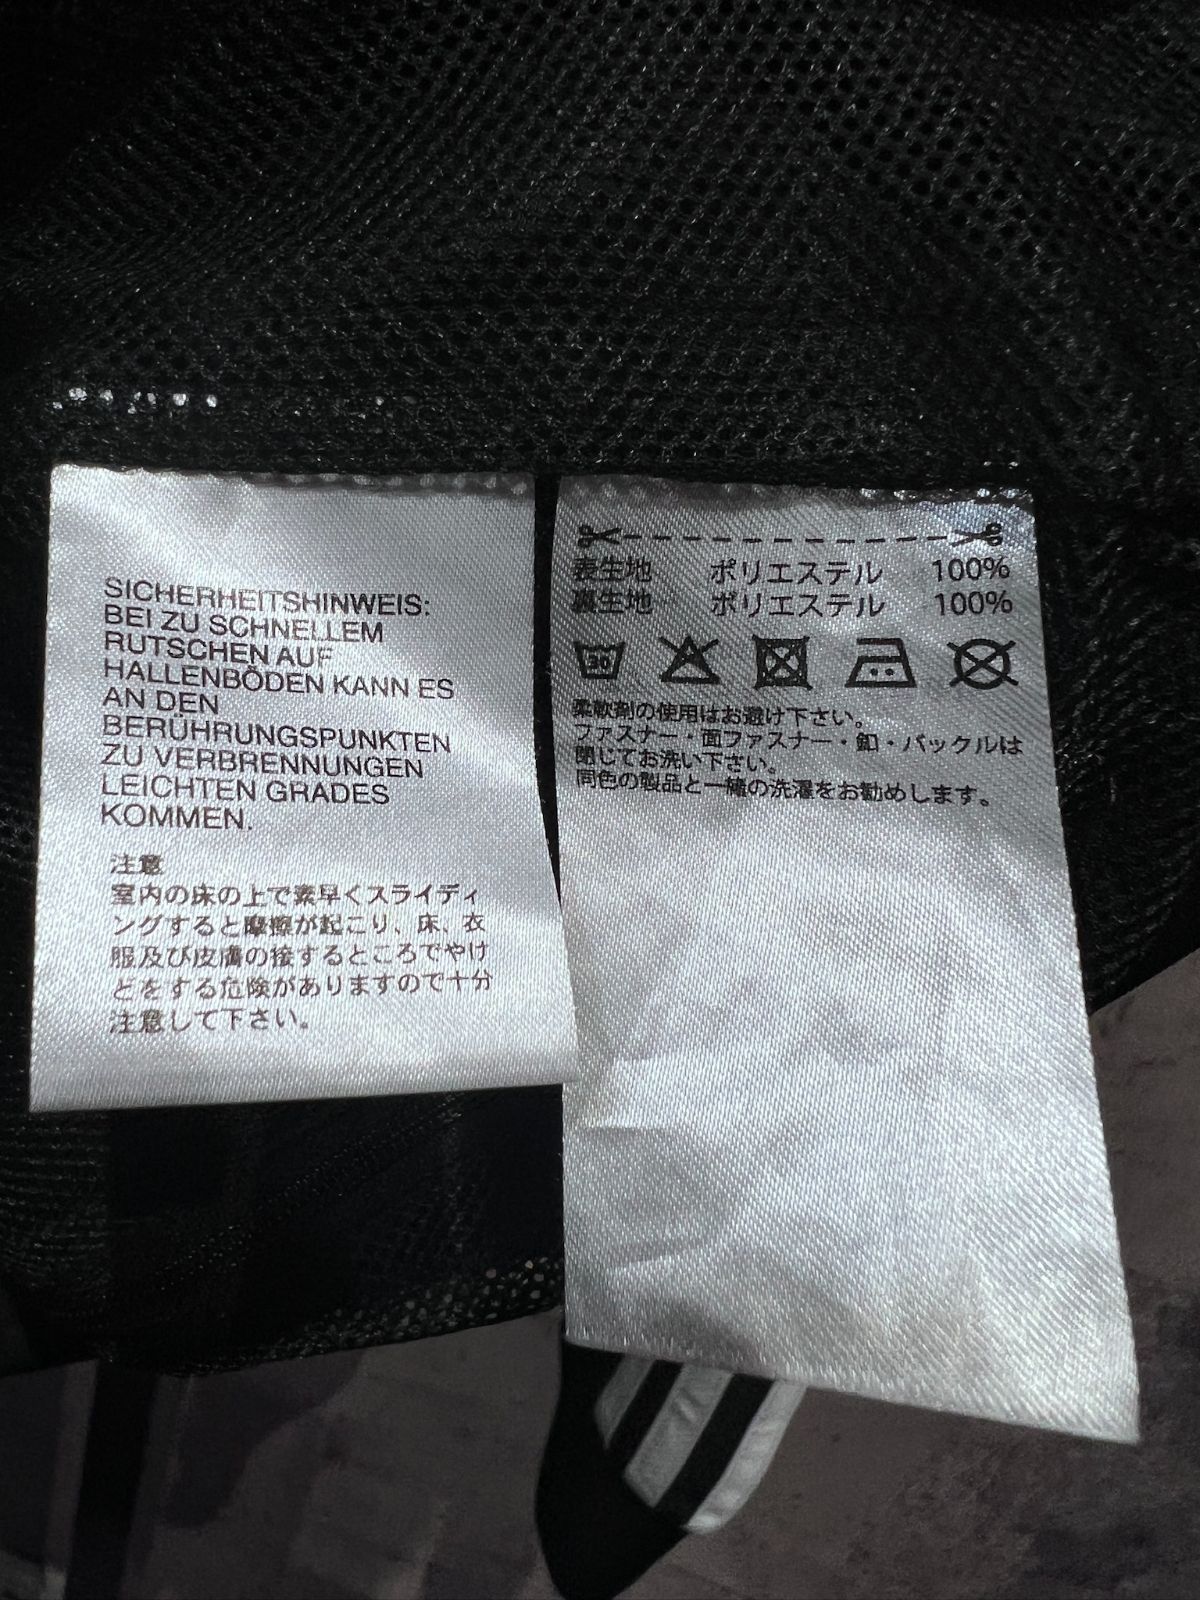 SICHERHEITSHINWEIS:
BEI ZU SCHNELLEM
RUTSCHEN AUF
HALLENBÖDEN KANN ES
AN DEN
BERÜHRUNGSPUNKTEN
ZU VERBRENNUNGEN
LEICHTEN GRADES
KOMMEN.
注意
室内の床の上で素早くスライディ
ングすると摩擦が起こり、床、衣
服及び皮膚の接するところでやけ
どをする危険がありますので十分
注意して下さい。
表生地 ポリエステル 100%
裏生地 ポリエステル 100%
30
柔軟剤の使用はお避け下さい。
ファスナー・面ファスナー・釦・バックルは
閉じてお洗い下さい。
同色の製品と一緒の洗濯をお勧めします。